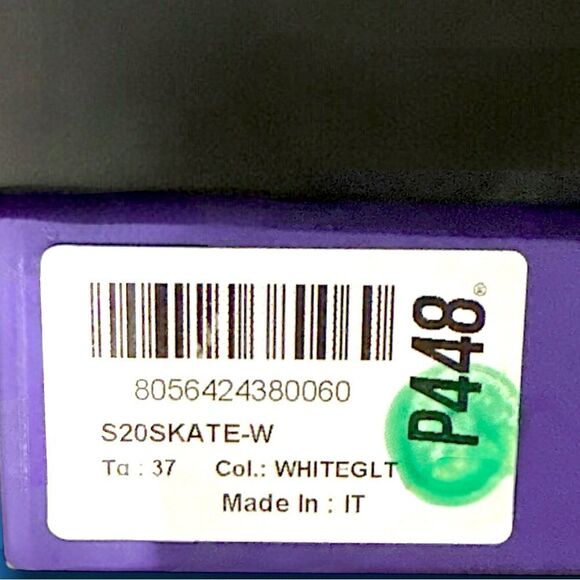 8056424380060
P448®
S20SKATE-W
Ta : 37 Col.: WHITEGLT
Made In : IT